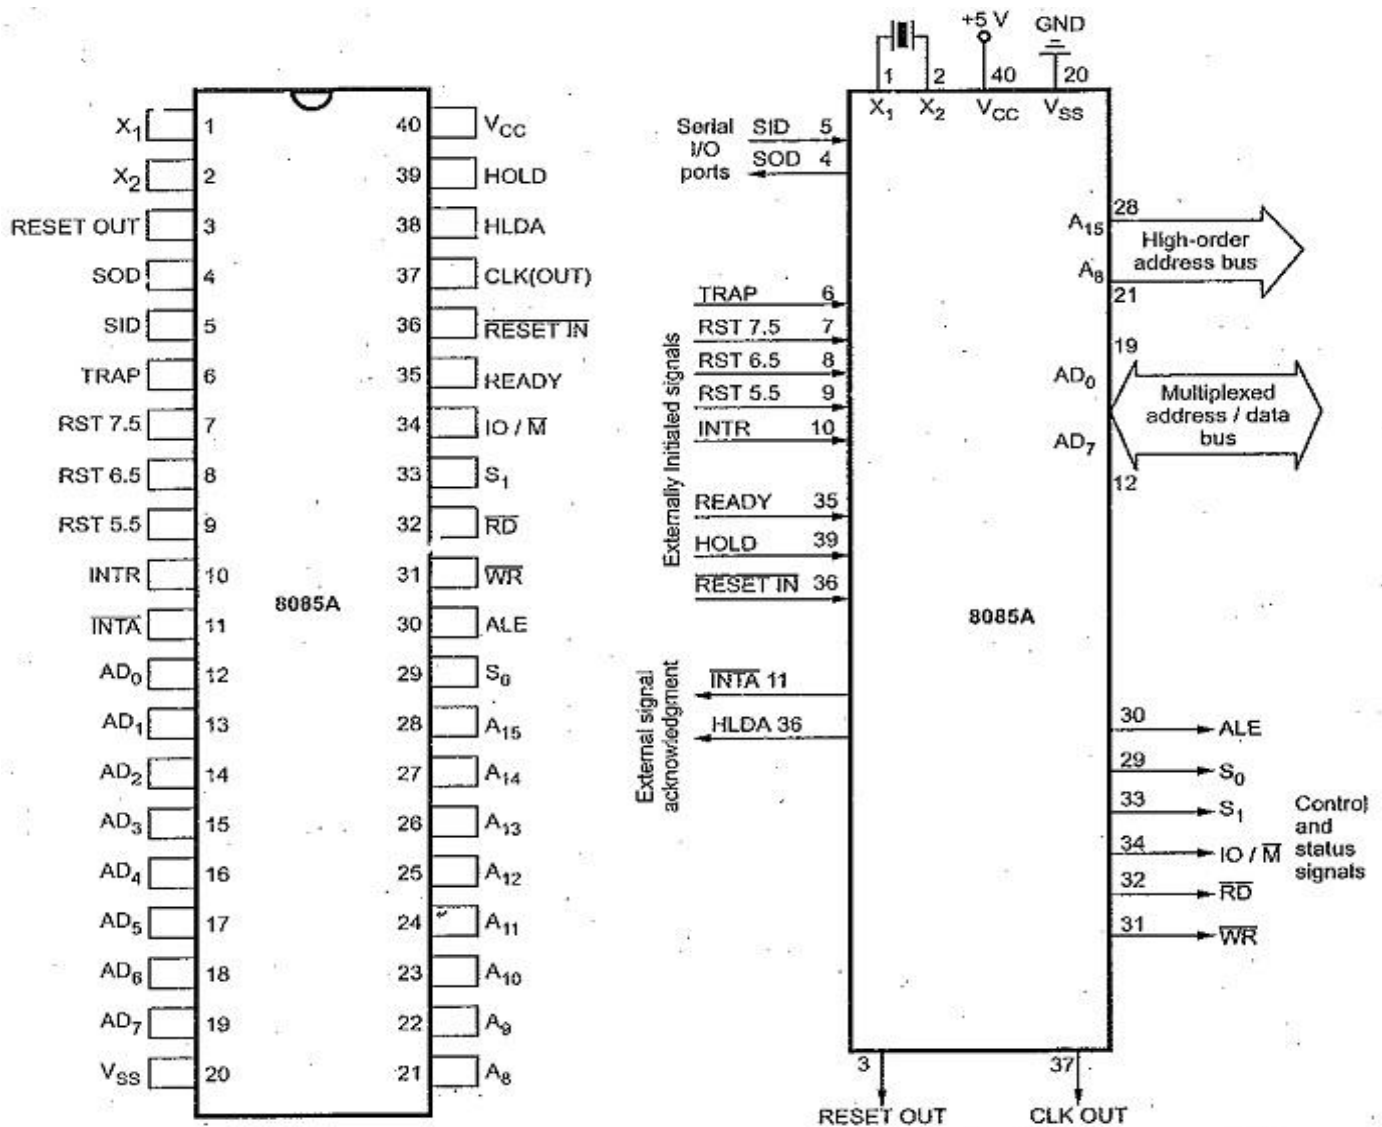 X1 1 40 VCC
X2 2 39 HOLD
RESET OUT 3 38 HLDA
SOD 4 37 CLK(OUT)
SID 5 36 RESET IN
TRAP 6 35 READY
RST 7.5 7 34 IO / M
RST 6.5 8 33 S1
RST 5.5 9 32 RD
INTR 10 31 WR
8085A
INTA 11 30 ALE
AD0 12 29 S0
AD1 13 28 A15
AD2 14 27 A14
AD3 15 26 A13
AD4 16 25 A12
AD5 17 24 A11
AD6 18 23 A10
AD7 19 22 A9
VSS 20 21 A8
+5 V GND
1 2 40 20
X1 X2 VCC VSS
Serial
I/O
ports
SID 5
SOD 4
A15 28
High-order
address bus
A8 21
Externally Initialed signals
TRAP 6
RST 7.5 7
RST 6.5 8
RST 5.5 9
INTR 10
19
AD0
Multiplexed
address / data
bus
AD7
12
READY 35
HOLD 39
RESET IN 36
8085A
External signal
acknowledgment
INTA 11
HLDA 36
30 ALE
29 S0
33 S1
34 IO / M
32 RD
31 WR
Control
and
status
signals
3 37
RESET OUT CLK OUT